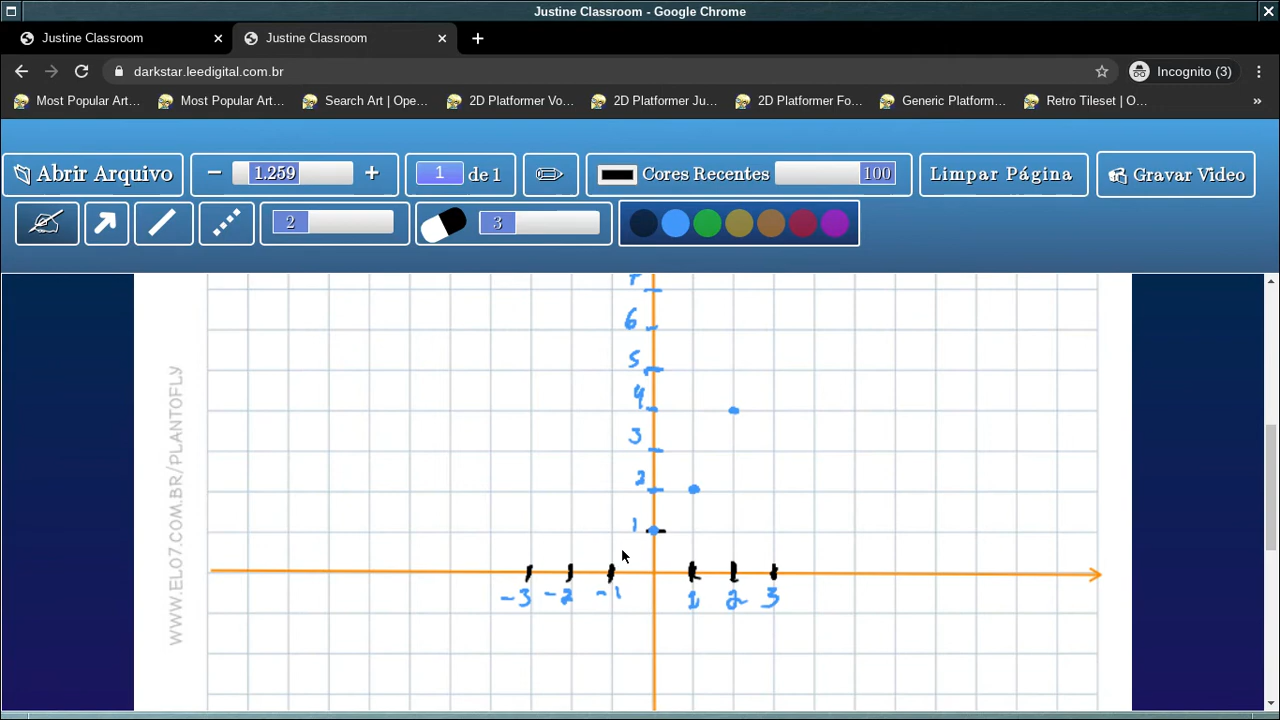 Justine Classroom - Google Chrome
Justine Classroom
Justine Classroom
darkstar.leedigital.com.br
Incognito (3)
Most Popular Art…
Most Popular Art…
Search Art | Ope…
2D Platformer Vo…
2D Platformer Ju…
2D Platformer Fo…
Generic Platform…
Retro Tileset | O…
Abrir Arquivo
1.259
1 de 1
Cores Recentes
100
Limpar Página
Gravar Video
2
3
6
5
4
3
2
1
-3 -2 -1 1 2 3
WWW.ELO7.COM.BR/PLANTOFLY